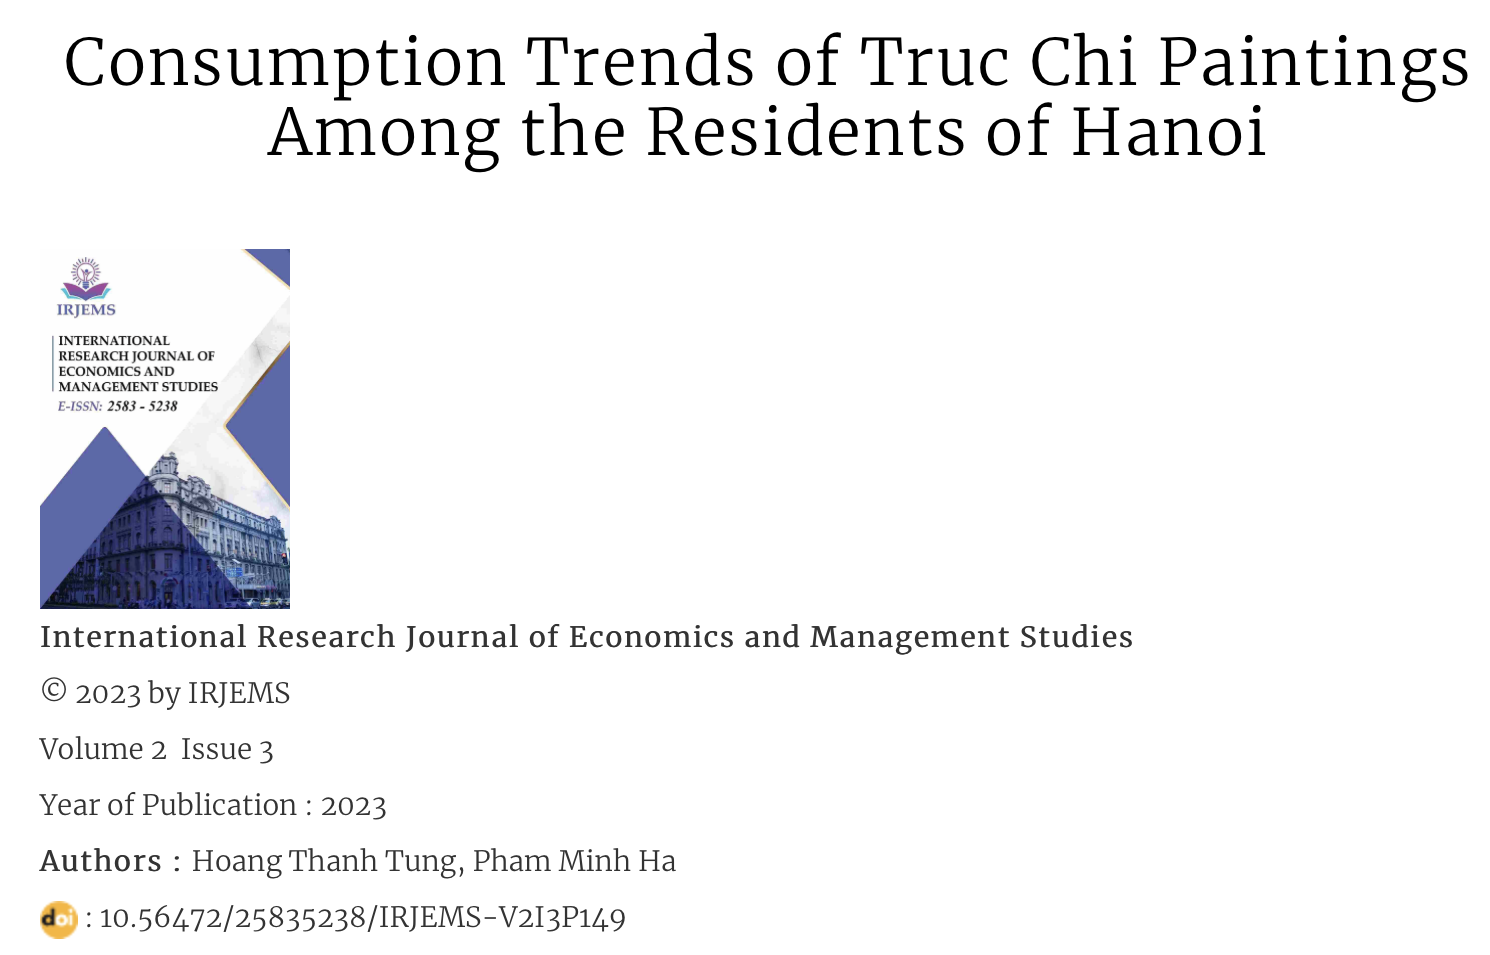 Consumption Trends of Truc Chi Paintings
Among the Residents of Hanoi
IRJEMS
INTERNATIONAL
RESEARCH JOURNAL OF
ECONOMICS AND
MANAGEMENT STUDIES
E-ISSN: 2583 - 5238
International Research Journal of Economics and Management Studies
© 2023 by IRJEMS
Volume 2 Issue 3
Year of Publication : 2023
Authors : Hoang Thanh Tung, Pham Minh Ha
doi : 10.56472/25835238/IRJEMS-V2I3P149